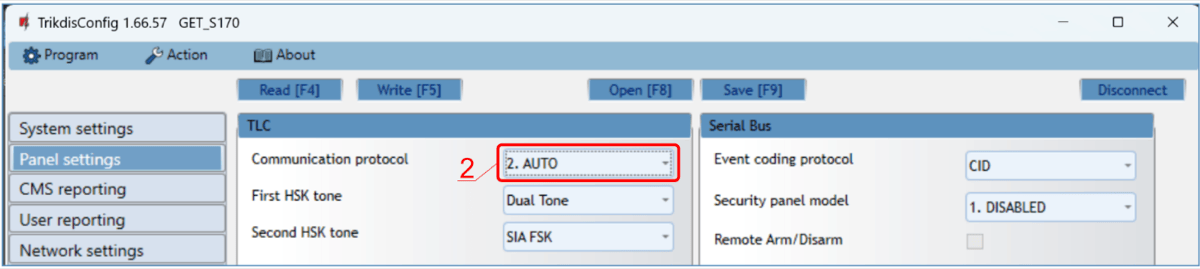 TrikdisConfig 1.66.57 GET_S170
Program Action About
Read [F4] Write [F5] Open [F8] Save [F9] Disconnect
System settings
Panel settings
CMS reporting
User reporting
Network settings
TLC
Communication protocol 2. AUTO
2
First HSK tone Dual Tone
Second HSK tone SIA FSK
Serial Bus
Event coding protocol CID
Security panel model 1. DISABLED
Remote Arm/Disarm